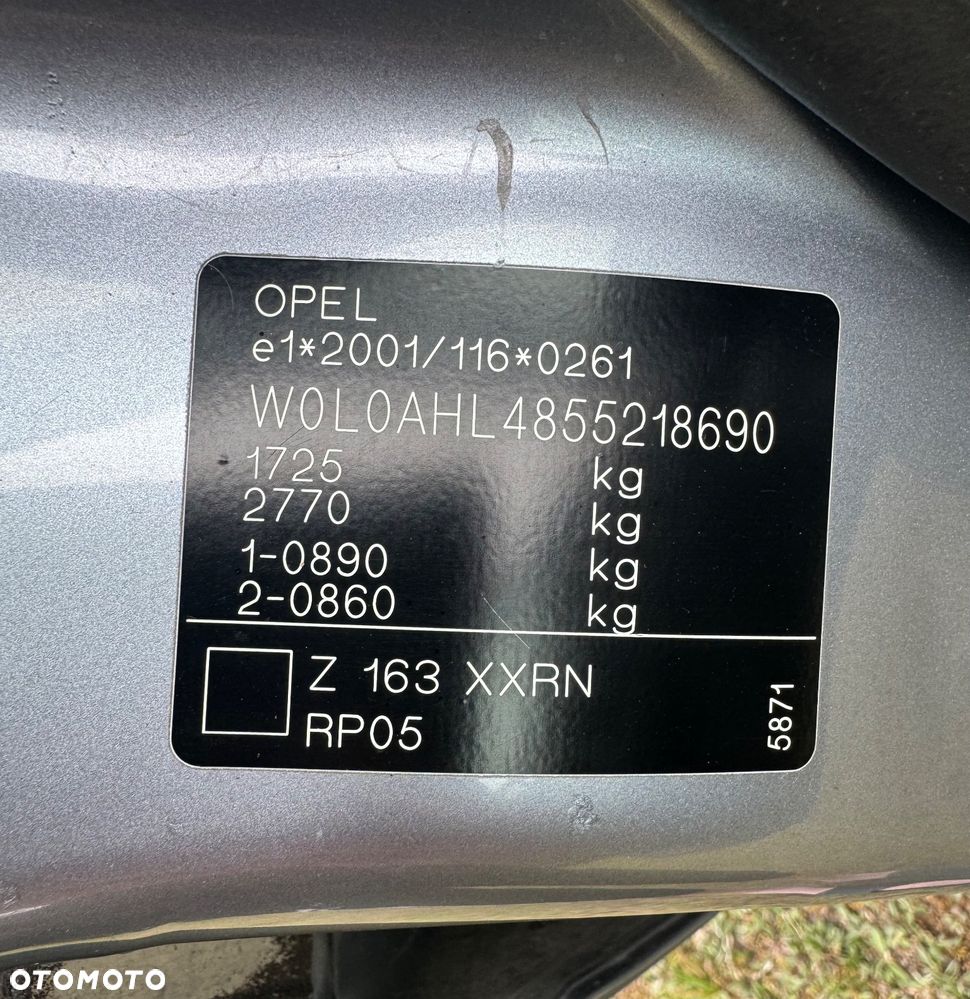 OPEL
e1*2001/116*0261
W0L0AHL4855218690
1725 kg
2770 kg
1-0890 kg
2-0860 kg
Z 163 XXRN
RP05
5871
OTOMOTO